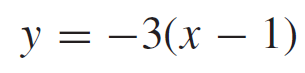 y = −3(x − 1)